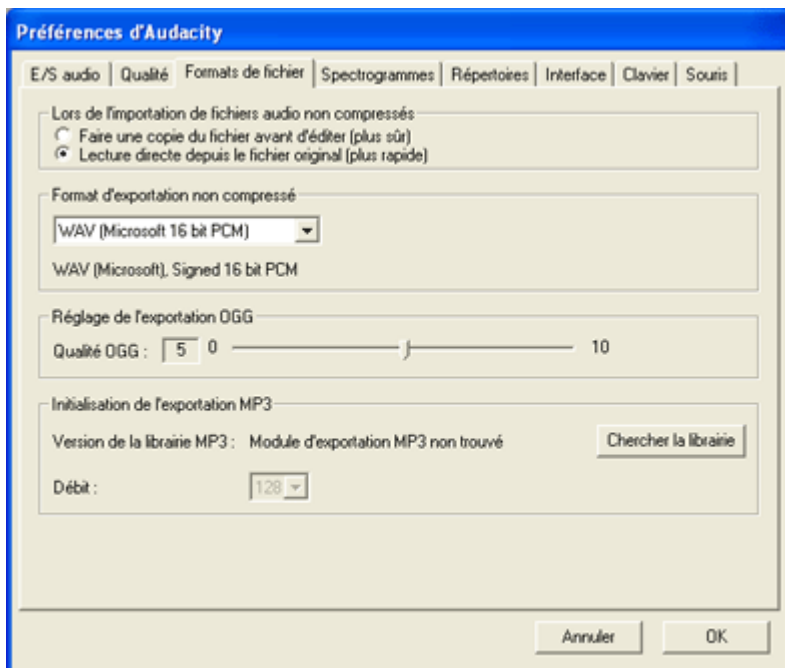 Préférences d'Audacity
E/S audio Qualité Formats de fichier Spectrogrammes Répertoires Interface Clavier Souris
Lors de l'importation de fichiers audio non compressés
Faire une copie du fichier avant d'éditer (plus sûr)
Lecture directe depuis le fichier original (plus rapide)
Format d'exportation non compressé
WAV (Microsoft 16 bit PCM)
WAV (Microsoft), Signed 16 bit PCM
Réglage de l'exportation OGG
Qualité OGG : 5 0 10
Initialisation de l'exportation MP3
Version de la librairie MP3 : Module d'exportation MP3 non trouvé Chercher la librairie
Débit : 128
Annuler OK